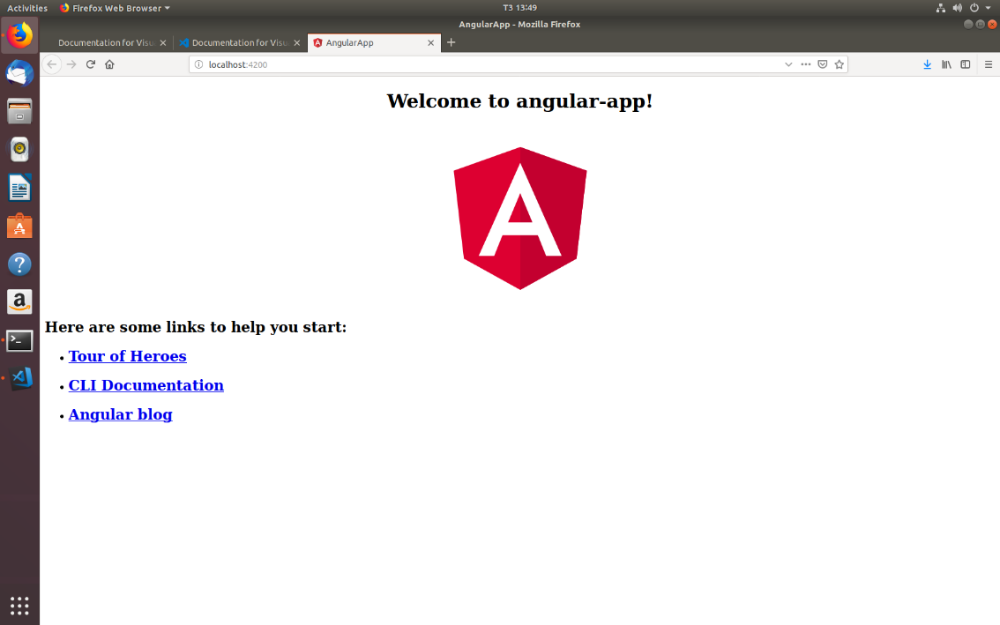 Activities Firefox Web Browser T3 13:49
AngularApp - Mozilla Firefox
Documentation for Visu Documentation for Visu AngularApp
localhost:4200
Welcome to angular-app!
A
Here are some links to help you start:
• Tour of Heroes
• CLI Documentation
• Angular blog